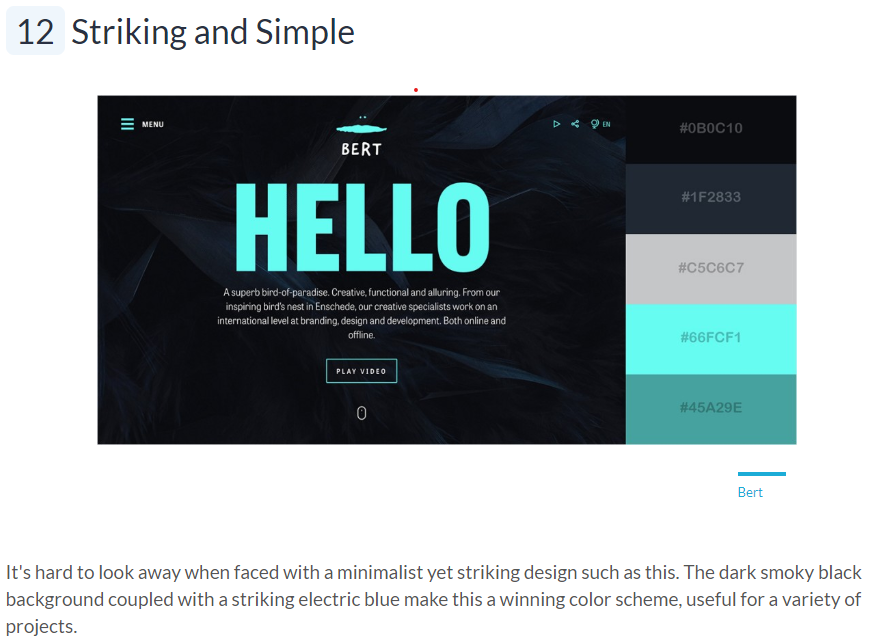 12 Striking and Simple
MENU
EN
BERT
HELLO
A superb bird-of-paradise. Creative, functional and alluring. From our
inspiring bird's nest in Enschede, our creative specialists work on an
international level at branding, design and development. Both online and
offline.
PLAY VIDEO
#0B0C10
#1F2833
#C5C6C7
#66FCF1
#45A29E
Bert
It's hard to look away when faced with a minimalist yet striking design such as this. The dark smoky black
background coupled with a striking electric blue make this a winning color scheme, useful for a variety of
projects.